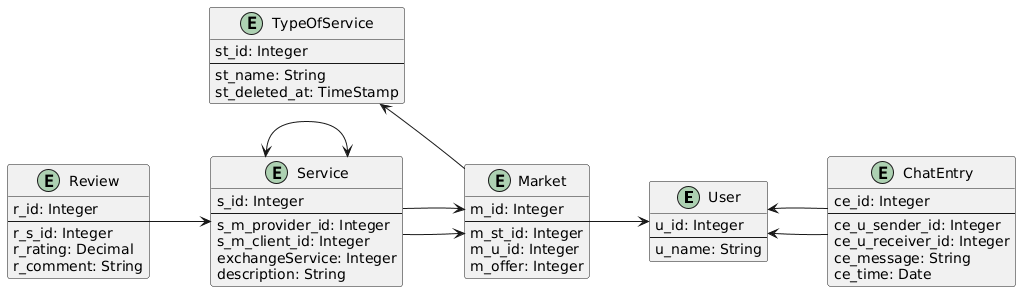 E TypeOfService
st_id: Integer
st_name: String
st_deleted_at: TimeStamp
E Review
r_id: Integer
r_s_id: Integer
r_rating: Decimal
r_comment: String
E Service
s_id: Integer
s_m_provider_id: Integer
s_m_client_id: Integer
exchangeService: Integer
description: String
E Market
m_id: Integer
m_st_id: Integer
m_u_id: Integer
m_offer: Integer
E User
u_id: Integer
u_name: String
E ChatEntry
ce_id: Integer
ce_u_sender_id: Integer
ce_u_receiver_id: Integer
ce_message: String
ce_time: Date